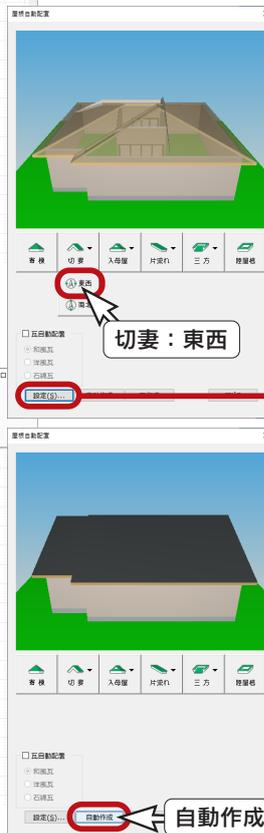 屋根自動配置
寄棟
切妻
入母屋
片流れ
三方
陸屋根
東西
切妻：東西
瓦自動配置
和風瓦
洋風瓦
石綿瓦
設定(S)...
屋根自動配置
寄棟
切妻
入母屋
片流れ
三方
陸屋根
瓦自動配置
和風瓦
洋風瓦
石綿瓦
設定(S)...
自動作成
自動作成